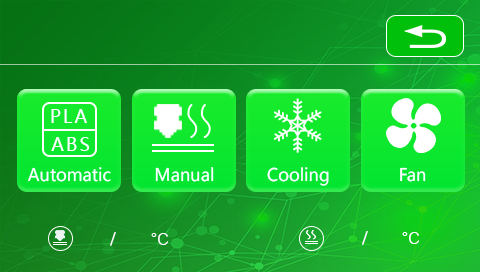 PLA
ABS
Automatic
Manual
Cooling
Fan
/ °C
/ °C